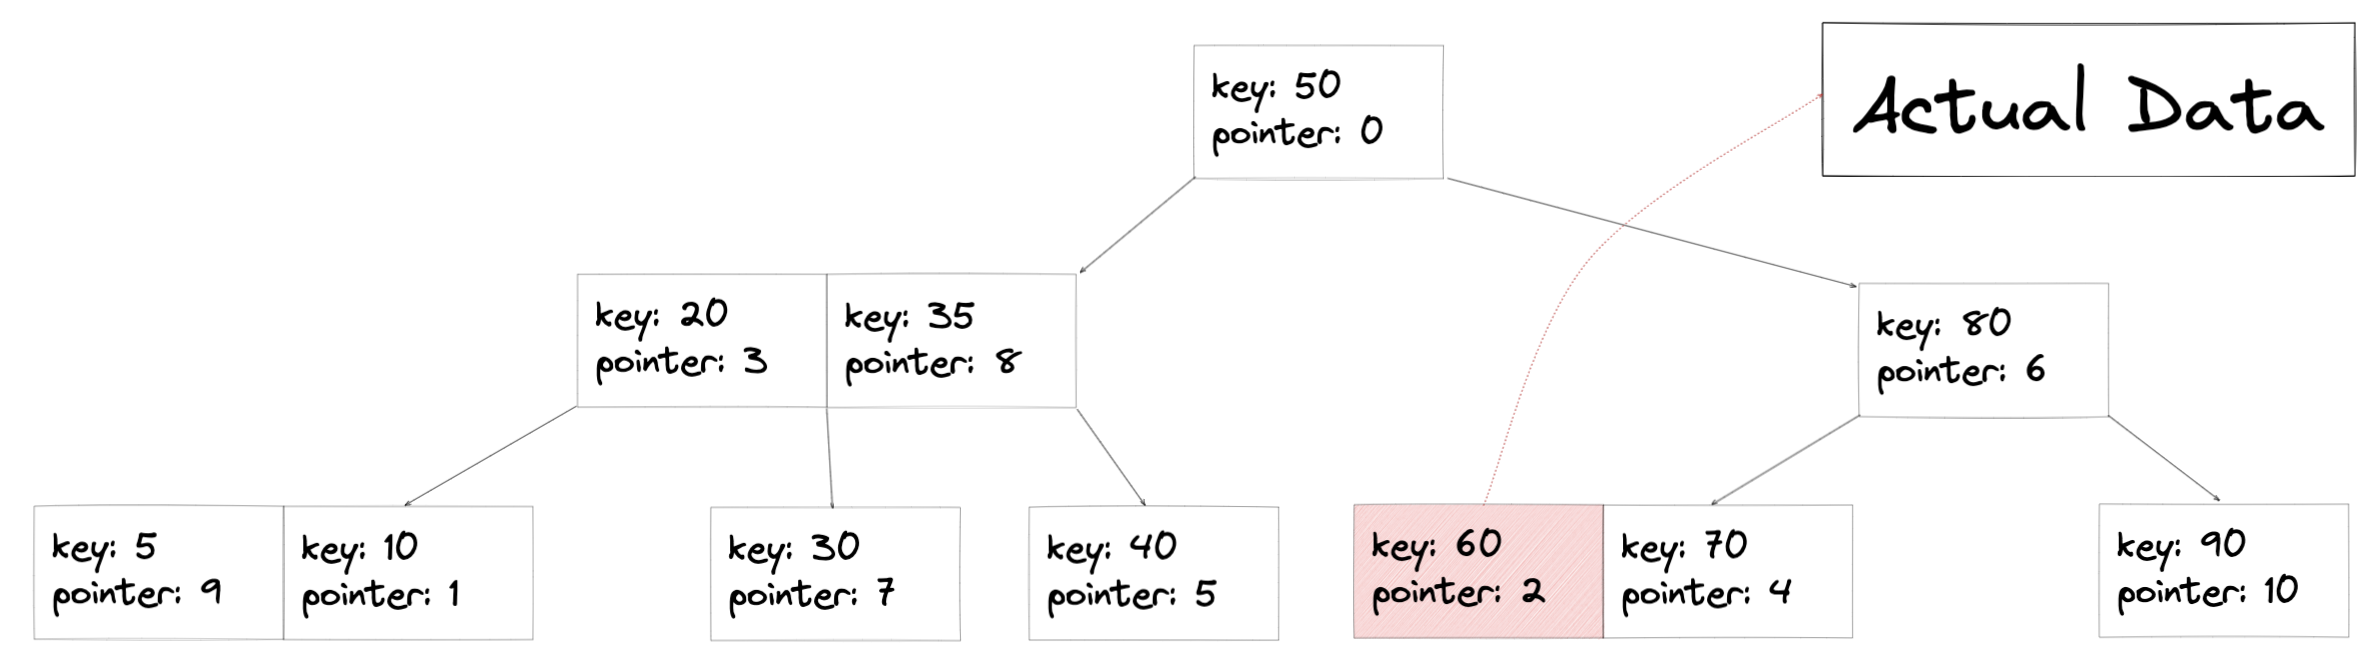 key: 50
pointer: 0
Actual Data
key: 20
pointer: 3
key: 35
pointer: 8
key: 80
pointer: 6
key: 5
pointer: 9
key: 10
pointer: 1
key: 30
pointer: 7
key: 40
pointer: 5
key: 60
pointer: 2
key: 70
pointer: 4
key: 90
pointer: 10